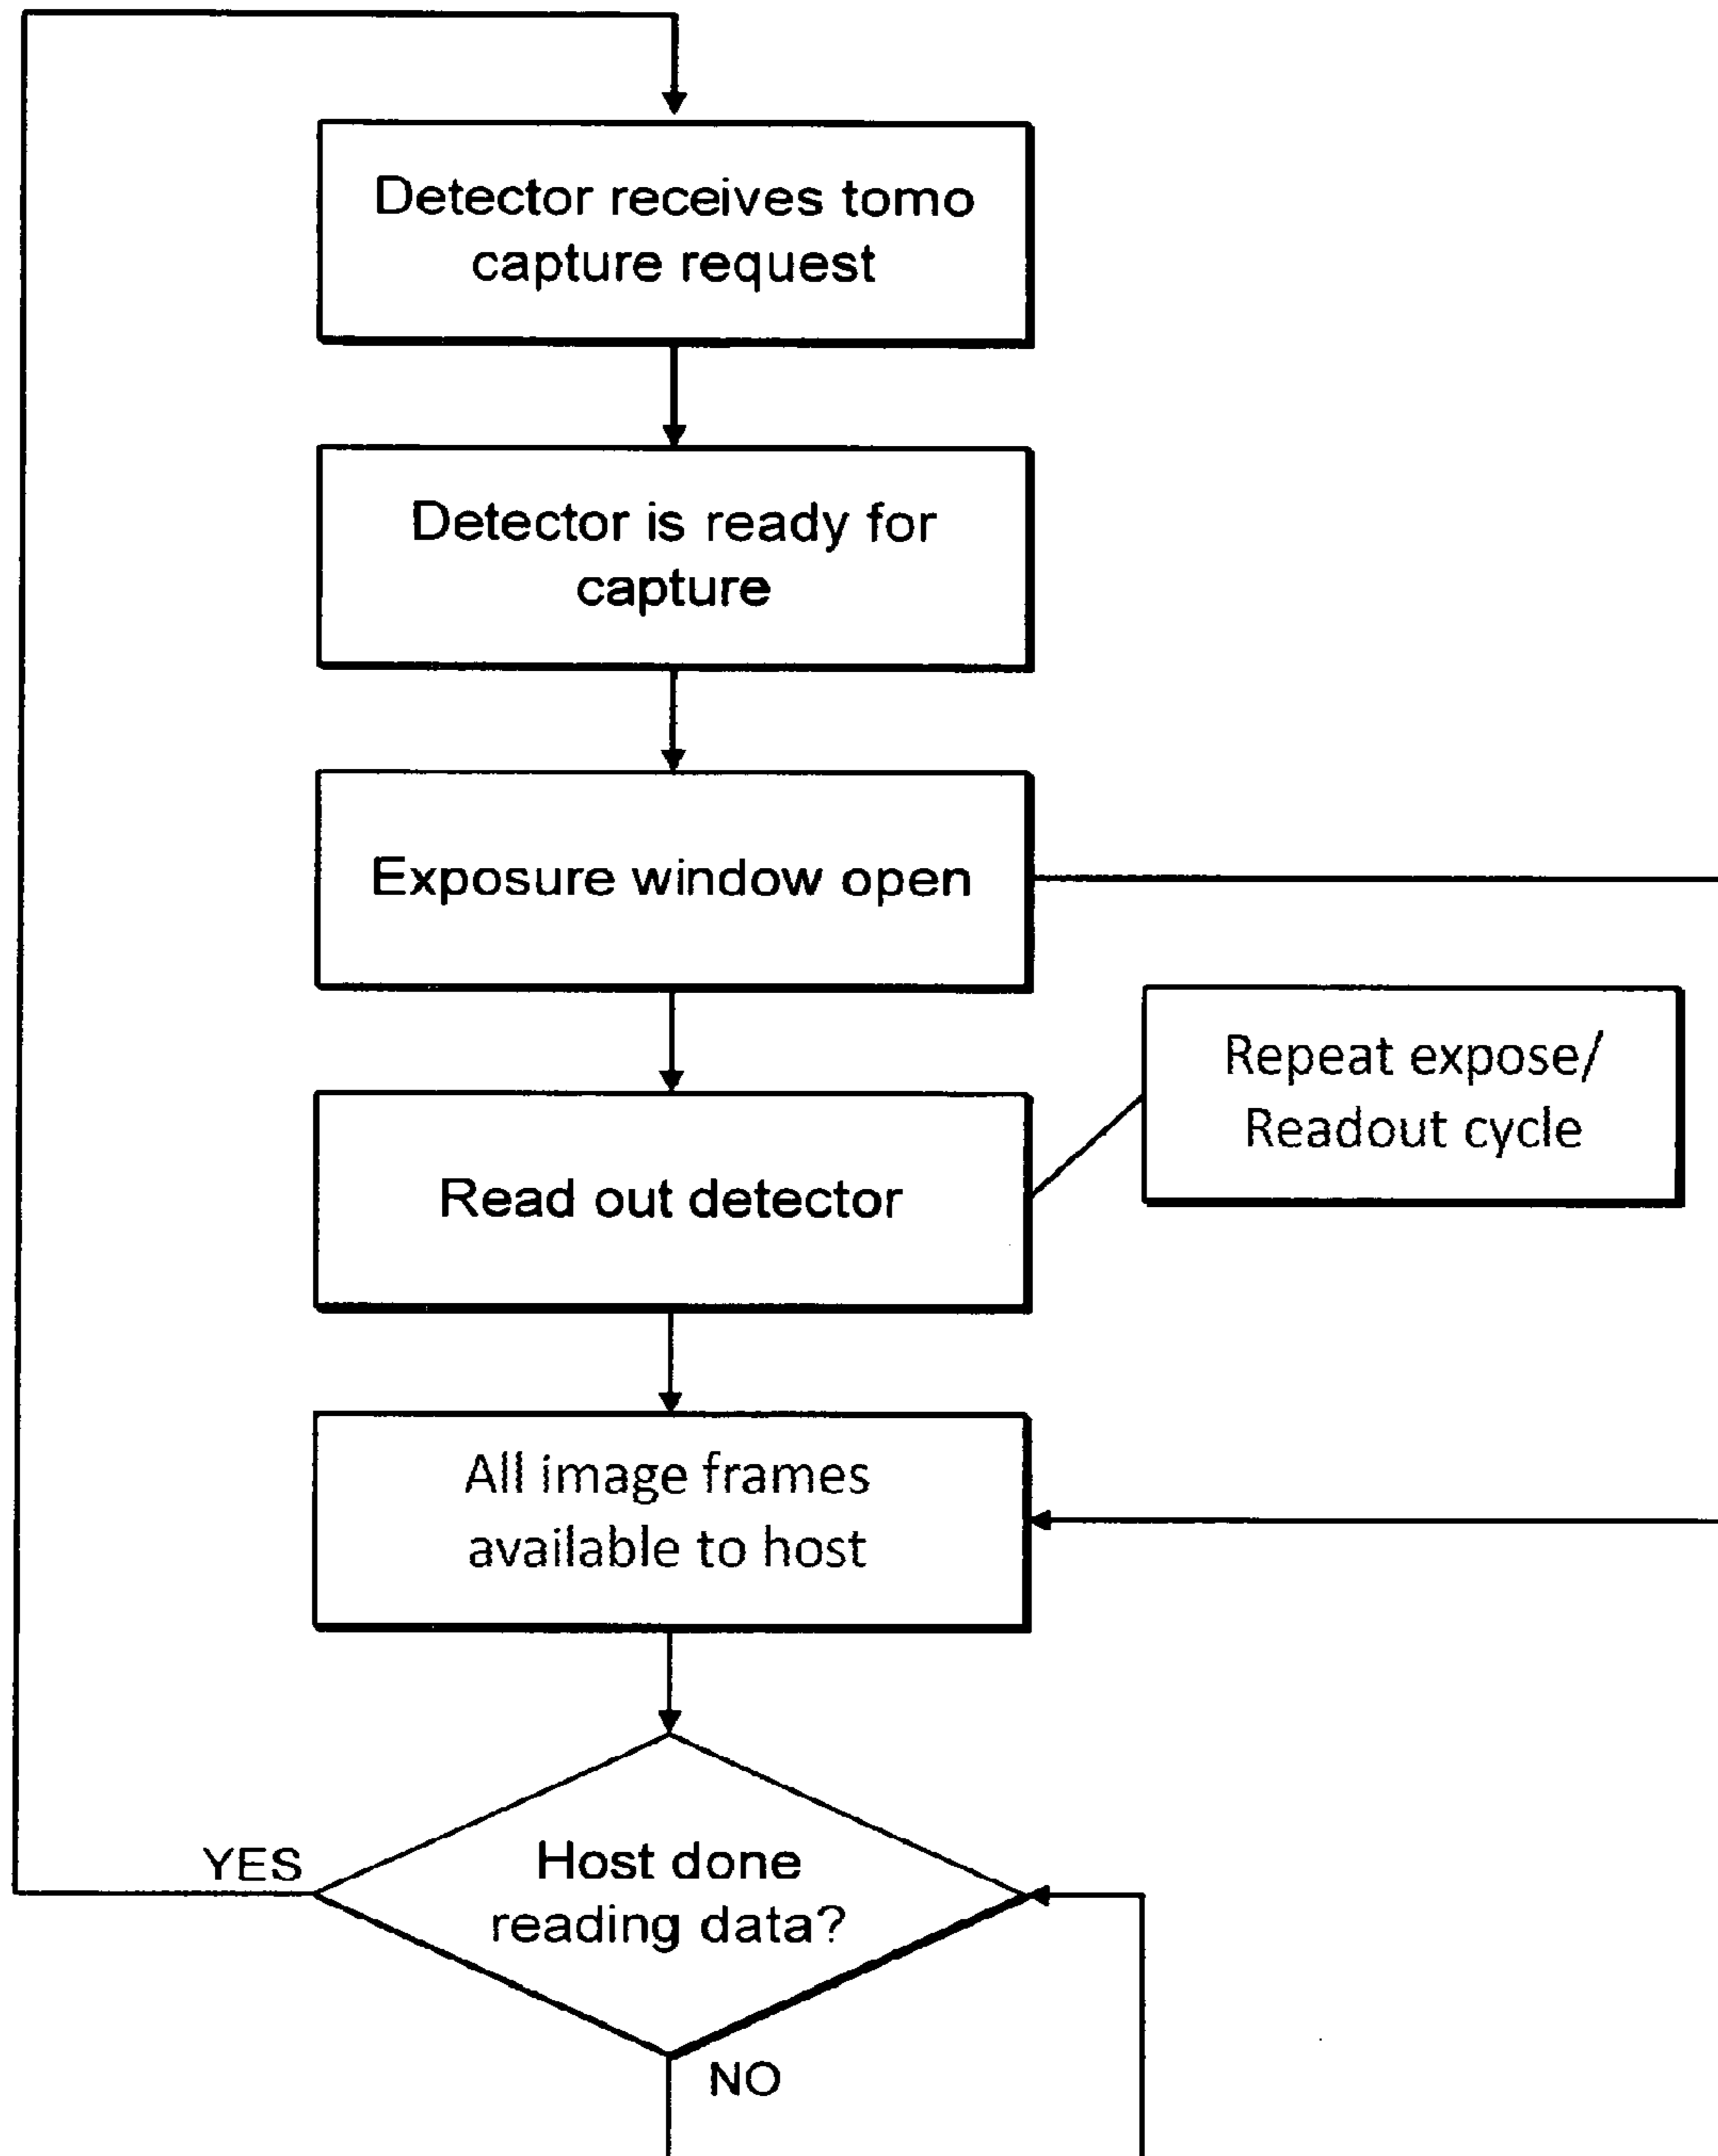 Detector receives tomo
capture request
Detector is ready for
capture
Exposure window open
Repeat expose/
Readout cycle
Read out detector
All image frames
available to host
YES
Host done
reading data?
NO